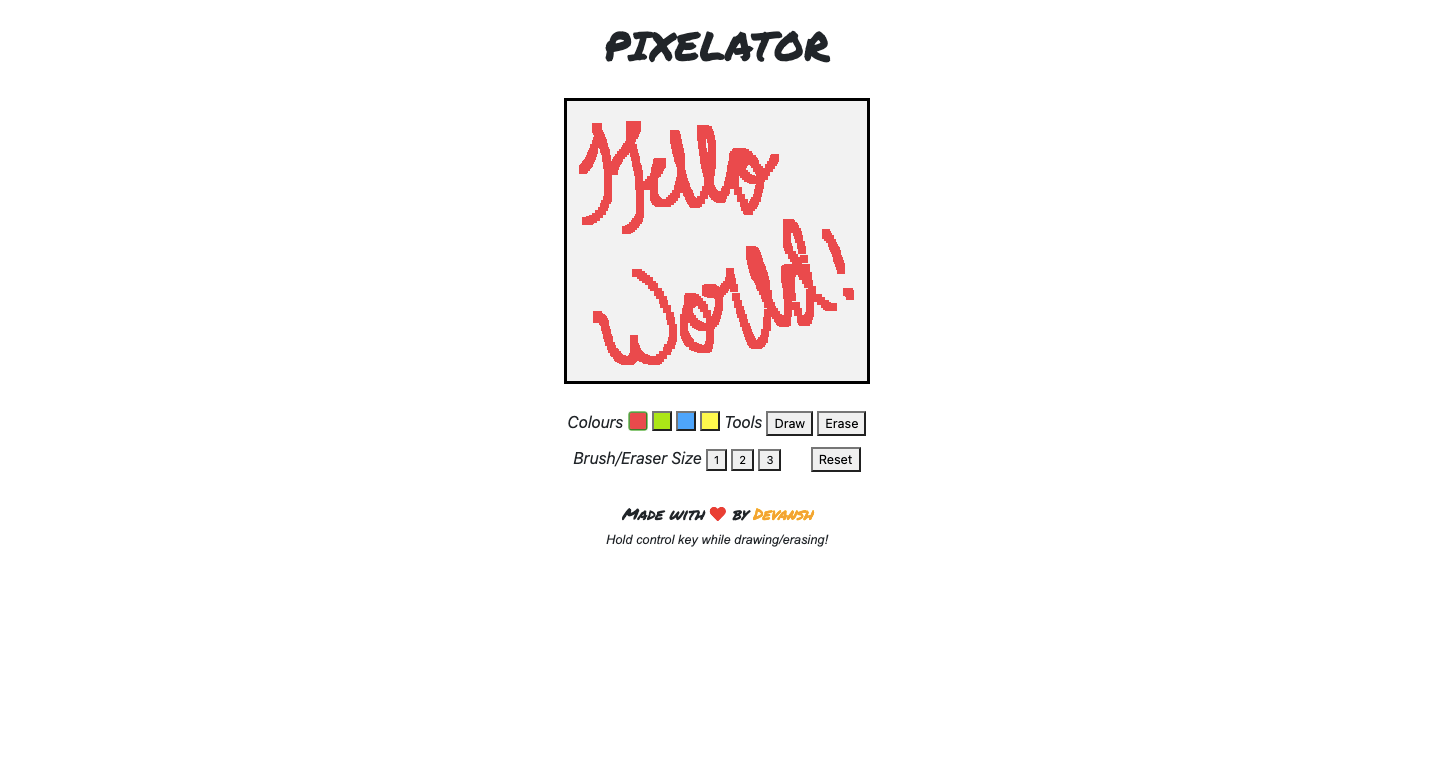 PIXELATOR
Hello
World!
Colours Tools Draw Erase
Brush/Eraser Size 1 2 3 Reset
Made with ❤ by Devansh
Hold control key while drawing/erasing!